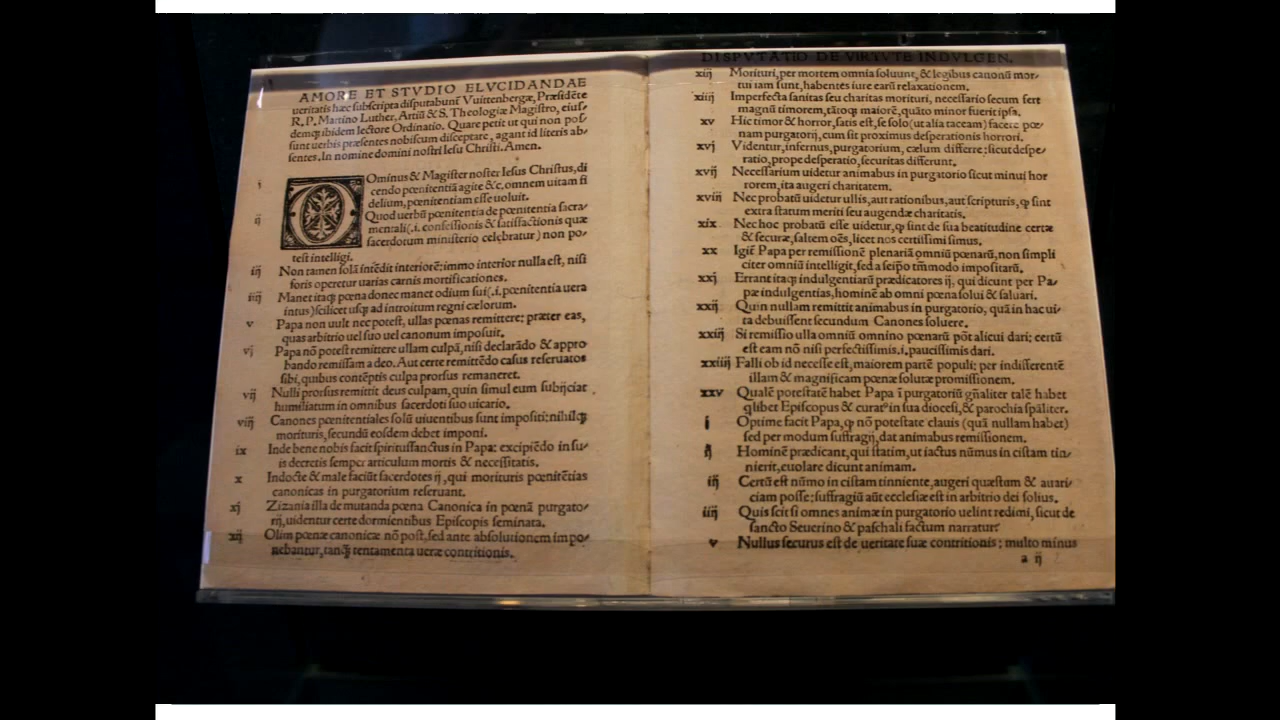 AMORE ET STVDIO ELVCIDANDAE
ueritatis hæc subscripta disputabunť Vuittenbergæ, Præsidēte
R. P. Martino Luther, Artiū & S. Theologiæ Magistro, eius-
demq; ibidem lectore Ordinatio. Quare petit ut qui non pos-
sunt uerbis præsentes nobiscum disceptare, agant id literis ab-
sentes. In nomine domini nostri Iesu Christi. Amen.
i DOminus & Magister noster Iesus Christus, di
cendo pœnitentiā agite &c. omnem uitam fi
delium, pœnitentiam esse uoluit.
ij Quod uerbū pœnitentia de pœnitentia sacra-
mentali(.i. confessionis & satisfactionis quæ
sacerdotum ministerio celebratur) non po-
test intelligi.
iij Non tamen solā intēdit interiorē: immo interior nulla est, nisi
foris operetur uarias carnis mortificationes.
iiij Manet itaq; pœna donec manet odium sui(.i. pœnitentia uera
intus)scilicet usq; ad introitum regni cælorum.
v Papa non uult nec potest, ullas pœnas remittere: præter eas,
quas arbitrio uel suo uel canonum imposuit.
vj Papa nō potest remittere ullam culpā, nisi declarādo & appro
bando remissam a deo. Aut certe remittēdo casus reseruatos
sibi, quibus contēptis culpa prorsus remaneret.
vij Nulli prorsus remittit deus culpam, quin simul eum subijciat
humiliatum in omnibus sacerdoti suo uicario.
viij Canones pœnitentiales solū uiuentibus sunt impositi: nihilq;
morituris, secundū eosdem debet imponi.
ix Inde bene nobis facit spiritussanctus in Papa: excipiēdo in su-
is decretis semper articulum mortis & necessitatis.
x Indocte & male faciūt sacerdotes ij, qui morituris pœnitētias
canonicas in purgatorium reseruant.
xj Zizania illa de mutanda pœna Canonica in pœnā purgato-
rij, uidentur certe dormientibus Episcopis seminata.
xij Olim pœnæ canonicæ nō post, sed ante absolutionem impo-
nebantur, tanq̄ tentamenta ueræ contritionis.
DISPVTATIO DE VIRTVTE INDVLGEN.
xiij Morituri, per mortem omnia soluunt, & legibus canonū mor-
tui iam sunt, habentes iure earū relaxationem.
xiiij Imperfecta sanitas seu charitas morituri, necessario secum fert
magnū timorem, tātoq; maiorē, quāto minor fuerit ipsa.
xv Hic timor & horror, satis est, se solo(ut alia taceam) facere pœ-
nam purgatorij, cum sit proximus desperationis horrori.
xvj Videntur, infernus, purgatorium, cælum differre: sicut despe-
ratio, prope desperatio, securitas differunt.
xvij Necessarium uidetur animabus in purgatorio sicut minui hor
rorem, ita augeri charitatem.
xviij Nec probatū uidetur ullis, aut rationibus, aut scripturis, q̄ sint
extra statum meriti seu augendæ charitatis.
xix Nec hoc probatū esse uidetur, q̄ sint de sua beatitudine certæ
& securæ, saltem oēs, licet nos certissimi simus.
xx Igiť Papa per remissionē plenariā omniū pœnarū, non simpli
citer omniū intelligit, sed a seipō tm̄modo impositarū.
xxj Errant itaq; indulgentiarū prædicatores ij, qui dicunt per Pa-
pæ indulgentias, hominē ab omni pœna solui & saluari.
xxij Quin nullam remittit animabus in purgatorio, quā in hac ui-
ta debuissent secundum Canones soluere.
xxiij Si remissio ulla omniū omnino pœnarū pōt alicui dari: certū
est eam nō nisi perfectissimis .i. paucissimis dari.
xxiiij Falli ob id necesse est, maiorem partē populi: per indifferentē
illam & magnificam pœnæ solutæ promissionem.
xxv Qualē potestatē habet Papa ī purgatoriū gn̄aliter talē habet
q̄libet Episcopus & curat⁹ in sua diocesi, & parochia sp̄aliter.
i Optime facit Papa, q̄ nō potestate clauis (quā nullam habet)
sed per modum suffragij, dat animabus remissionem.
ij Hominē prædicant, qui statim, ut iactus nūmus in cistam tin-
nierit, euolare dicunt animam.
iij Certū est nūmo in cistam tinniente, augeri quæstum & auari-
ciam posse: suffragiū aūt ecclesiæ est in arbitrio dei solius.
iiij Quis scit si omnes animæ in purgatorio uelint redimi, sicut de
sancto Seuerino & paschali factum narratur?
v Nullus securus est de ueritate suæ contritionis: multo minus
a ij